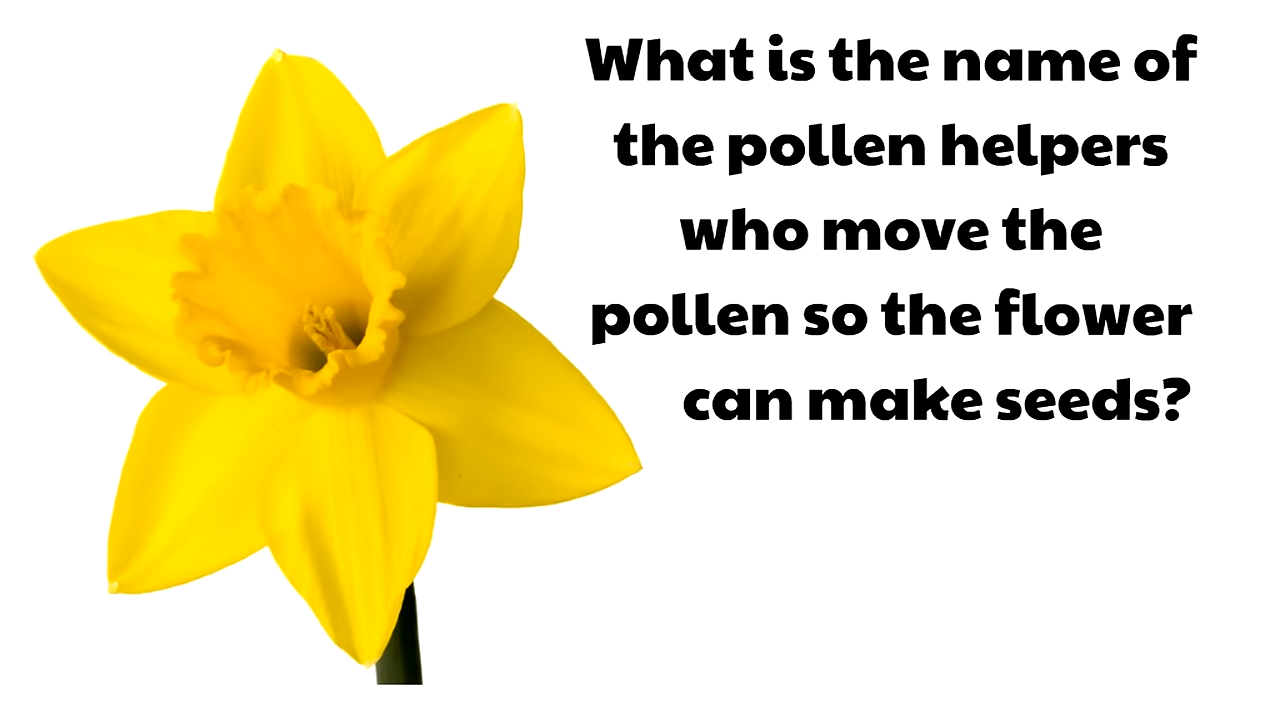 What is the name of
the pollen helpers
who move the
pollen so the flower
can make seeds?